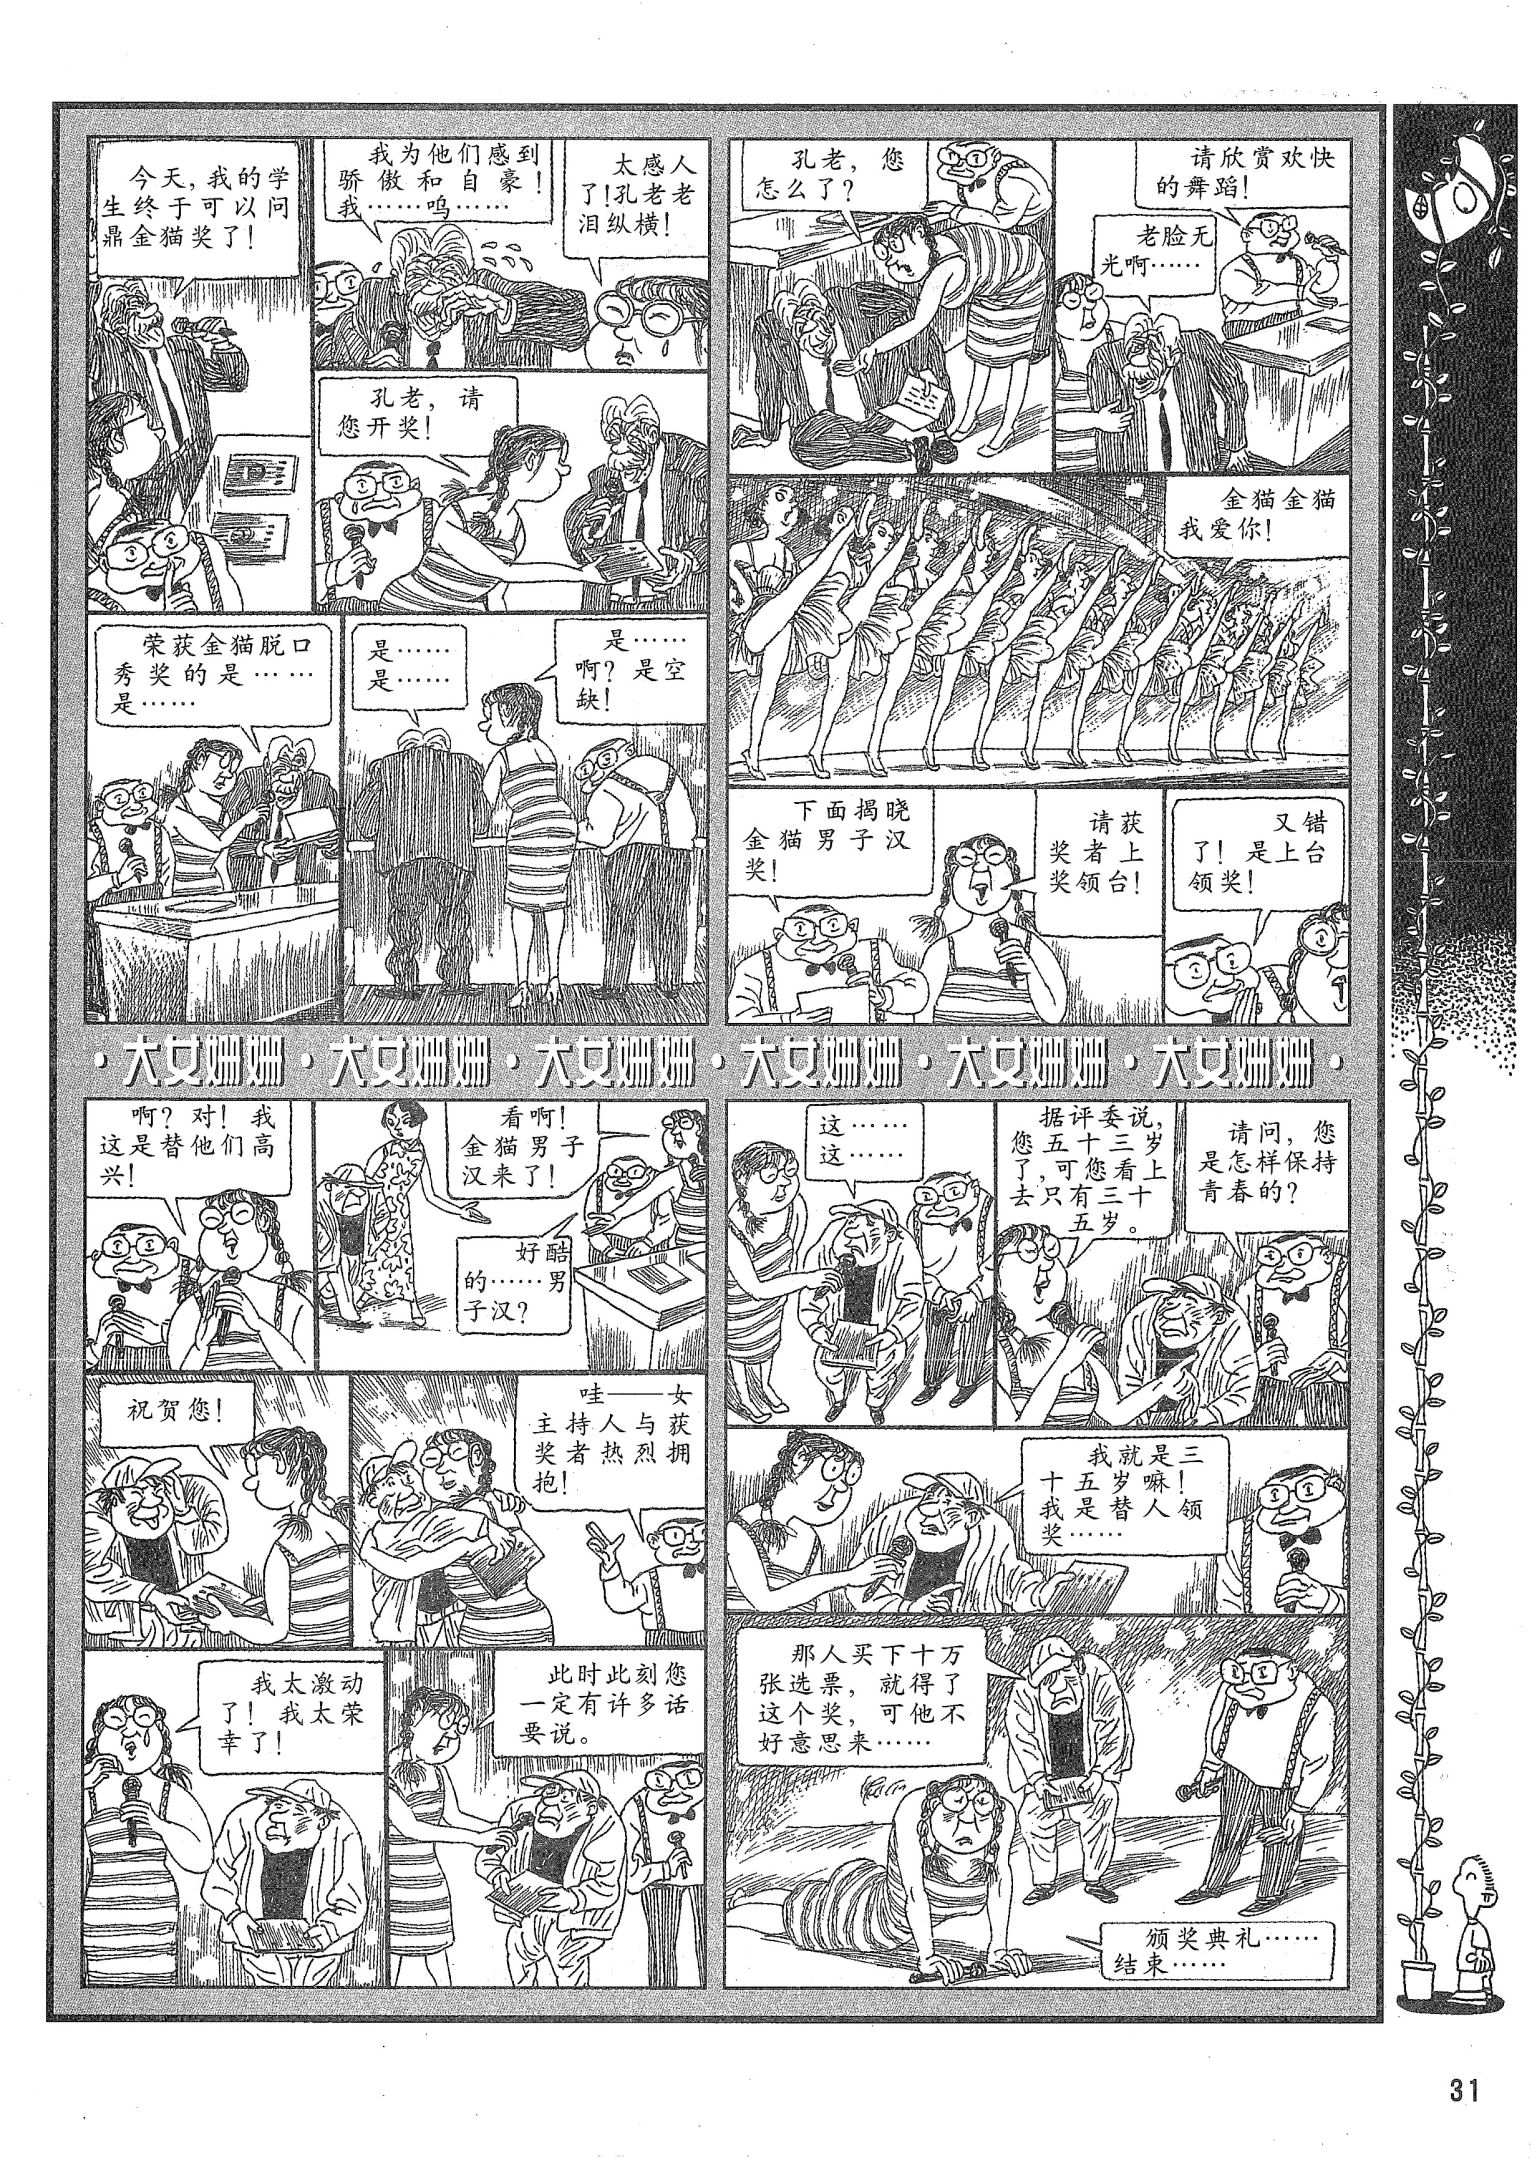 今天,我的学
生终于可以问
鼎金猫奖了!
我为他们感到
骄傲和自豪!
我……呜……
太感人
了!孔老老
泪纵横!
孔老,请
您开奖!
荣获金猫脱口
秀奖的是……
是……
是……
是……
是……
啊?是空
缺!
孔老,您
怎么了?
请欣赏欢快
的舞蹈!
老脸无
光啊……
金猫金猫
我爱你!
下面揭晓
金猫男子汉
奖!
请获
奖者上
奖领台!
又错
了!是上台
领奖!
·大女姗姗·大女姗姗·大女姗姗·大女姗姗·大女姗姗·大女姗姗·
啊?对!我
这是替他们高
兴!
看啊!
金猫男子
汉来了!
好酷
的……男
子汉?
祝贺您!
哇——女
主持人与获
奖者热烈拥
抱!
我太激动
了!我太荣
幸了!
此时此刻您
一定有许多话
要说。
这……
这……
据评委说,
您五十三岁
了,可您看上
去只有三十
五岁。
请问,您
是怎样保持
青春的?
我就是三
十五岁嘛!
我是替人领
奖……
那人买下十万
张选票,就得了
这个奖,可他不
好意思来……
颁奖典礼……
结束……
31